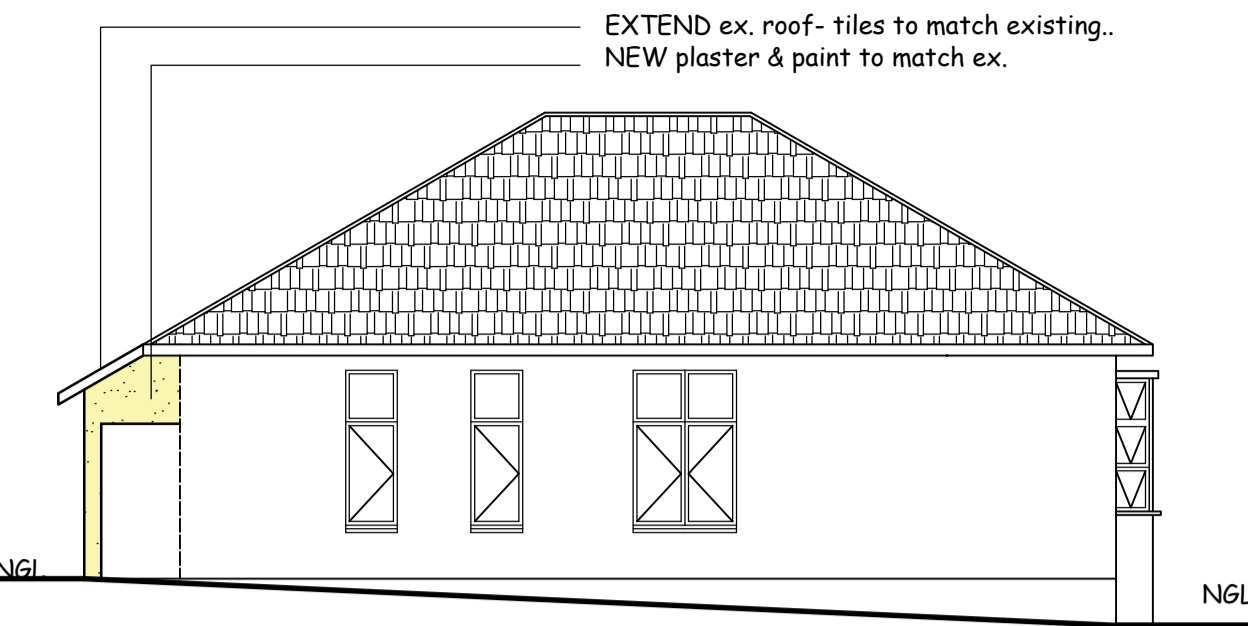 EXTEND ex. roof- tiles to match existing..
NEW plaster & paint to match ex.
NGL
NGL